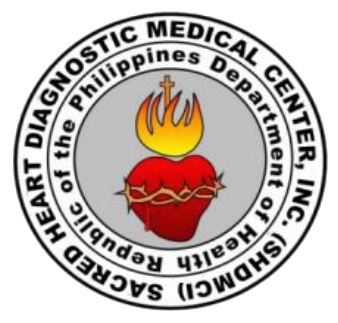 SACRED HEART DIAGNOSTIC MEDICAL CENTER, INC. (SHDMCI)
Republic of the Philippines Department of Health